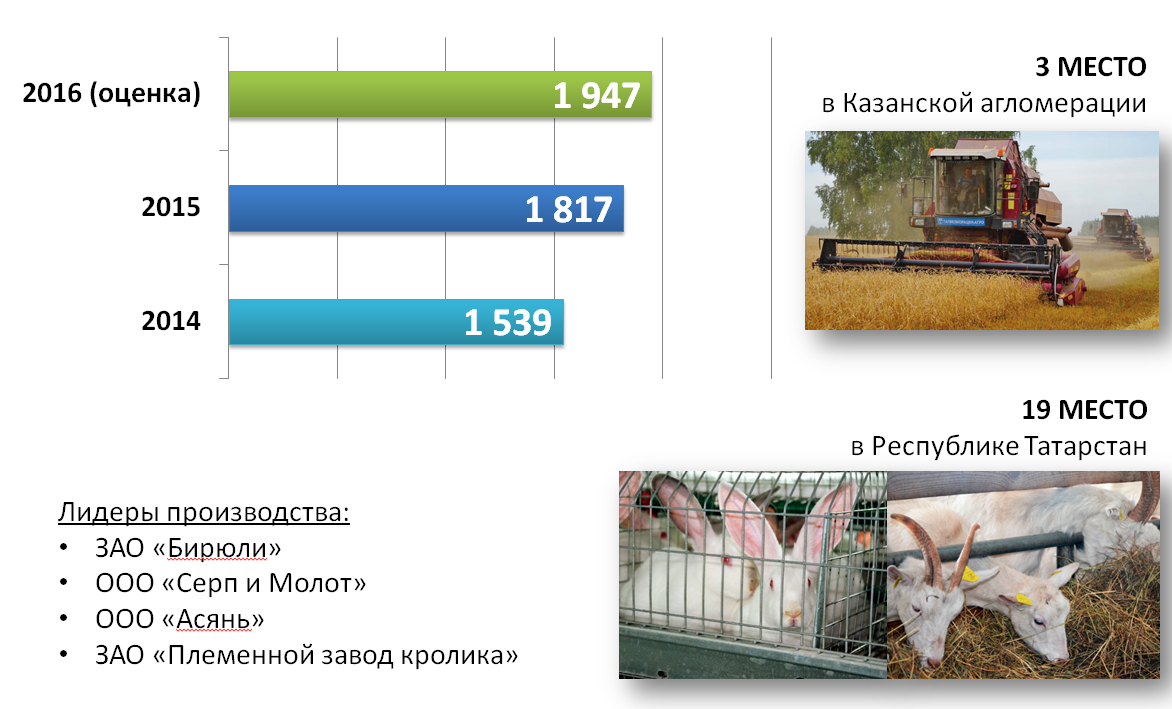 2016 (оценка)
1 947
2015
1 817
2014
1 539
3 МЕСТО
в Казанской агломерации
19 МЕСТО
в Республике Татарстан
Лидеры производства:
• ЗАО «Бирюли»
• ООО «Серп и Молот»
• ООО «Асянь»
• ЗАО «Племенной завод кролика»